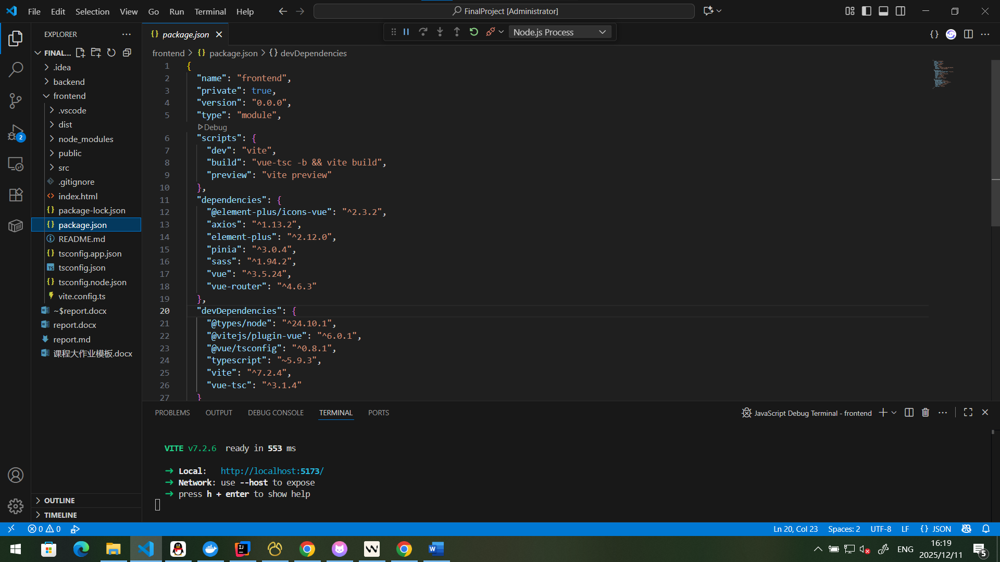 File Edit Selection View Go Run Terminal Help
FinalProject [Administrator]
EXPLORER
FINAL...
.idea
backend
frontend
.vscode
dist
node_modules
public
src
.gitignore
index.html
package-lock.json
package.json
README.md
tsconfig.app.json
tsconfig.json
tsconfig.node.json
vite.config.ts
~$report.docx
report.docx
report.md
课程大作业模板.docx
OUTLINE
TIMELINE
2
{} package.json
Node.js Process
frontend > {} package.json > {} devDependencies
1 {
2 "name": "frontend",
3 "private": true,
4 "version": "0.0.0",
5 "type": "module",
Debug
6 "scripts": {
7 "dev": "vite",
8 "build": "vue-tsc -b && vite build",
9 "preview": "vite preview"
10 },
11 "dependencies": {
12 "@element-plus/icons-vue": "^2.3.2",
13 "axios": "^1.13.2",
14 "element-plus": "^2.12.0",
15 "pinia": "^3.0.4",
16 "sass": "^1.94.2",
17 "vue": "^3.5.24",
18 "vue-router": "^4.6.3"
19 },
20 "devDependencies": {
21 "@types/node": "^24.10.1",
22 "@vitejs/plugin-vue": "^6.0.1",
23 "@vue/tsconfig": "^0.8.1",
24 "typescript": "~5.9.3",
25 "vite": "^7.2.4",
26 "vue-tsc": "^3.1.4"
27 }
PROBLEMS OUTPUT DEBUG CONSOLE TERMINAL PORTS
JavaScript Debug Terminal - frontend
VITE v7.2.6 ready in 553 ms
➜ Local: http://localhost:5173/
➜ Network: use --host to expose
➜ press h + enter to show help
0 0
Ln 20, Col 23 Spaces: 2 UTF-8 LF {} JSON
ENG
16:19
2025/12/11
5